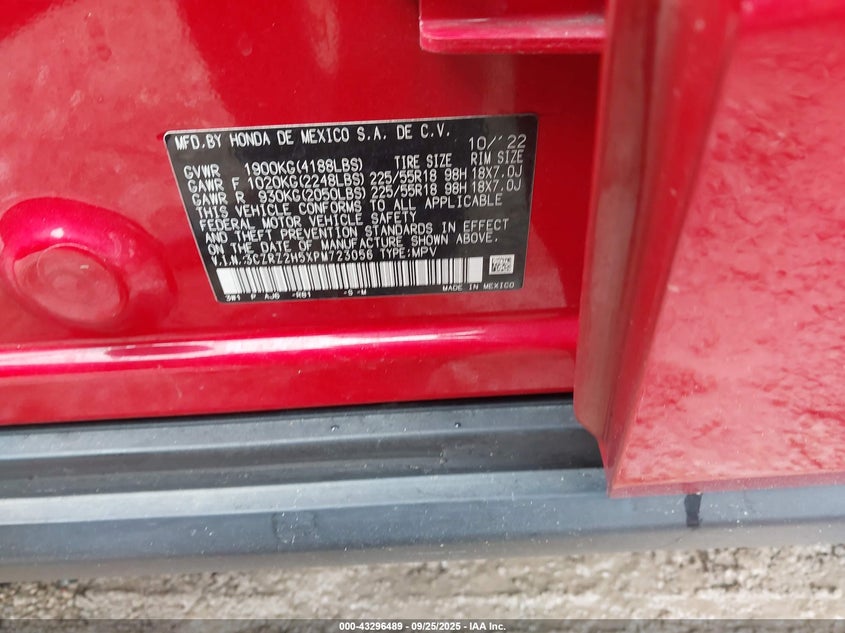 MFD.BY HONDA DE MEXICO S.A. DE C.V. 10/'22
GVWR 1900KG(4188LBS) TIRE SIZE RIM SIZE
GAWR F 1020KG(2248LBS) 225/55R18 98H 18X7.0J
GAWR R 930KG(2050LBS) 225/55R18 98H 18X7.0J
THIS VEHICLE CONFORMS TO ALL APPLICABLE
FEDERAL MOTOR VEHICLE SAFETY
AND THEFT PREVENTION STANDARDS IN EFFECT
ON THE DATE OF MANUFACTURE SHOWN ABOVE.
V.I.N.:3CZRZ2H5XPM723056 TYPE:MPV
3W1 P AJ6 -R81 -S-M MADE IN MEXICO
000-43296489 - 09/25/2025 - IAA Inc.